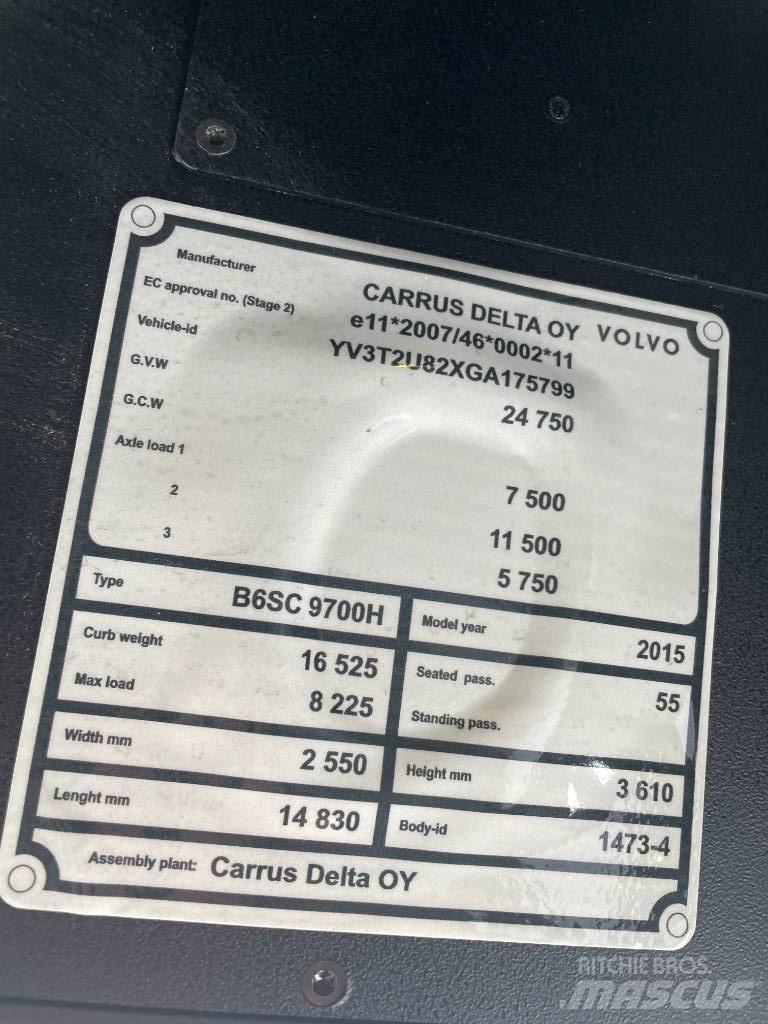 Manufacturer CARRUS DELTA OY VOLVO
EC approval no. (Stage 2) e11*2007/46*0002*11
Vehicle-id YV3T2U82XGA175799
G.V.W 24 750
G.C.W
Axle load 1 7 500
2 11 500
3 5 750
Type B6SC 9700H Model year 2015
Curb weight 16 525 Seated pass. 55
Max load 8 225 Standing pass.
Width mm 2 550 Height mm 3 610
Lenght mm 14 830 Body-id 1473-4
Assembly plant: Carrus Delta OY
RITCHIE BROS.
MASCUS